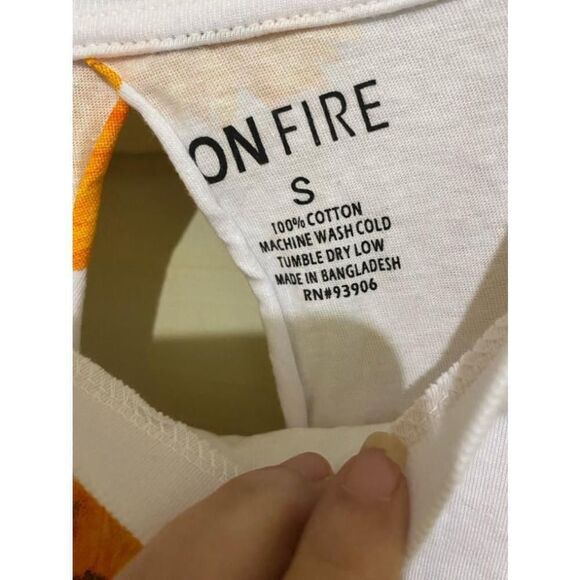 ON FIRE
S
100% COTTON
MACHINE WASH COLD
TUMBLE DRY LOW
MADE IN BANGLADESH
RN#93906